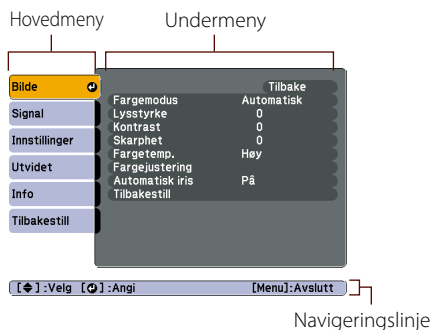 Hovedmeny
Undermeny
Bilde
Signal
Innstillinger
Utvidet
Info
Tilbakestill
Tilbake
Fargemodus Automatisk
Lysstyrke 0
Kontrast 0
Skarphet 0
Fargetemp. Høy
Fargejustering
Automatisk iris På
Tilbakestill
[ ] :Velg [ ] :Angi [Menu]:Avslutt
Navigeringslinje